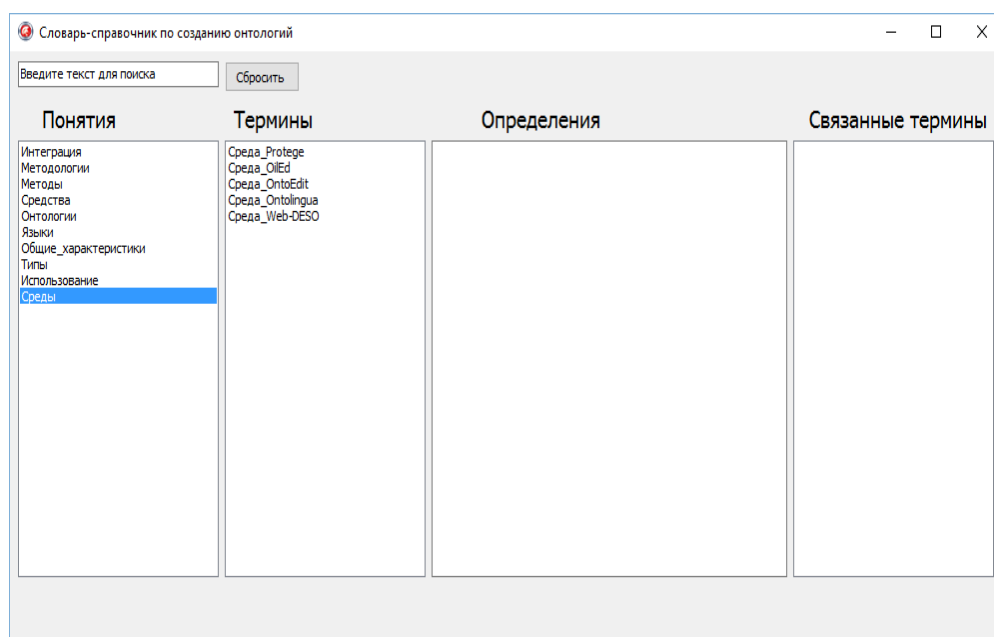 Словарь-справочник по созданию онтологий
Введите текст для поиска
Сбросить
Понятия
Термины
Определения
Связанные термины
Интеграция
Методологии
Методы
Средства
Онтологии
Языки
Общие_характеристики
Типы
Использование
Среды
Среда_Protege
Среда_OilEd
Среда_OntoEdit
Среда_Ontolingua
Среда_Web-DESO